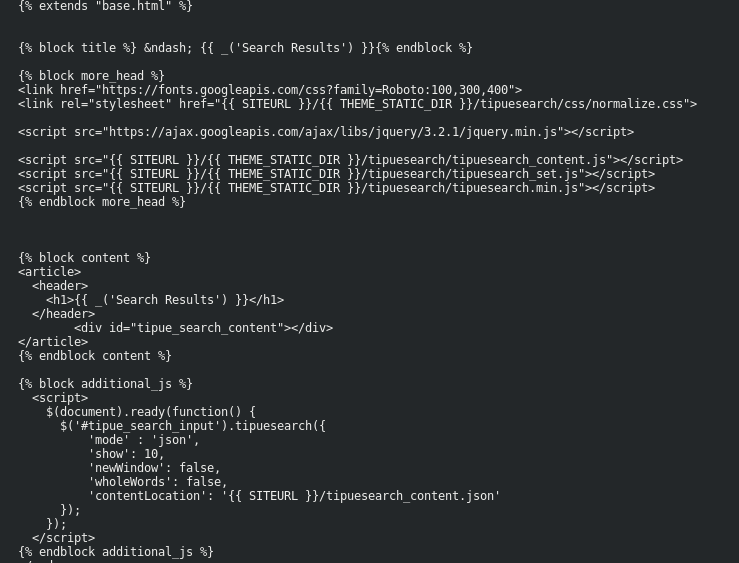 {% extends "base.html" %}
{% block title %} &ndash; {{ _('Search Results') }}{% endblock %}
{% block more_head %}
<link href="https://fonts.googleapis.com/css?family=Roboto:100,300,400">
<link rel="stylesheet" href="{{ SITEURL }}/{{ THEME_STATIC_DIR }}/tipuesearch/css/normalize.css">
<script src="https://ajax.googleapis.com/ajax/libs/jquery/3.2.1/jquery.min.js"></script>
<script src="{{ SITEURL }}/{{ THEME_STATIC_DIR }}/tipuesearch/tipuesearch_content.js"></script>
<script src="{{ SITEURL }}/{{ THEME_STATIC_DIR }}/tipuesearch/tipuesearch_set.js"></script>
<script src="{{ SITEURL }}/{{ THEME_STATIC_DIR }}/tipuesearch/tipuesearch.min.js"></script>
{% endblock more_head %}
{% block content %}
<article>
  <header>
    <h1>{{ _('Search Results') }}</h1>
  </header>
        <div id="tipue_search_content"></div>
</article>
{% endblock content %}
{% block additional_js %}
  <script>
    $(document).ready(function() {
      $('#tipue_search_input').tipuesearch({
          'mode' : 'json',
          'show': 10,
          'newWindow': false,
          'wholeWords': false,
          'contentLocation': '{{ SITEURL }}/tipuesearch_content.json'
      });
    });
  </script>
{% endblock additional_js %}